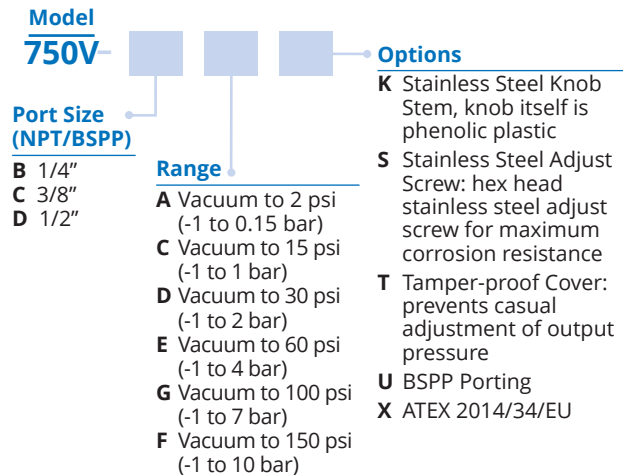 Model
750V
Port Size
(NPT/BSPP)
B 1/4”
C 3/8”
D 1/2”
Range
A Vacuum to 2 psi
(-1 to 0.15 bar)
C Vacuum to 15 psi
(-1 to 1 bar)
D Vacuum to 30 psi
(-1 to 2 bar)
E Vacuum to 60 psi
(-1 to 4 bar)
G Vacuum to 100 psi
(-1 to 7 bar)
F Vacuum to 150 psi
(-1 to 10 bar)
Options
K Stainless Steel Knob
Stem, knob itself is
phenolic plastic
S Stainless Steel Adjust
Screw: hex head
stainless steel adjust
screw for maximum
corrosion resistance
T Tamper-proof Cover:
prevents casual
adjustment of output
pressure
U BSPP Porting
X ATEX 2014/34/EU